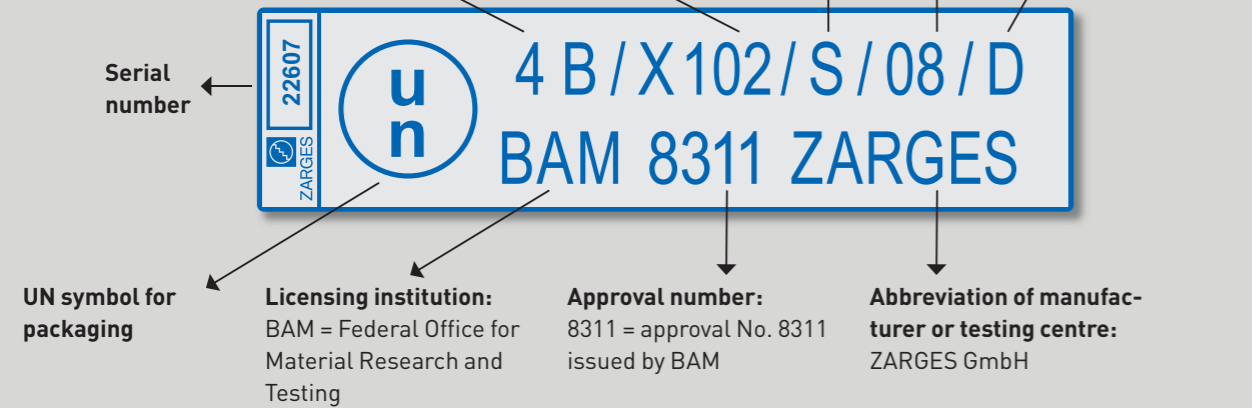 Serial
number
22607
ZARGES
un
4 B / X 102 / S / 08 / D
BAM 8311 ZARGES
UN symbol for
packaging
Licensing institution:
BAM = Federal Office for
Material Research and
Testing
Approval number:
8311 = approval No. 8311
issued by BAM
Abbreviation of manufac-
turer or testing centre:
ZARGES GmbH